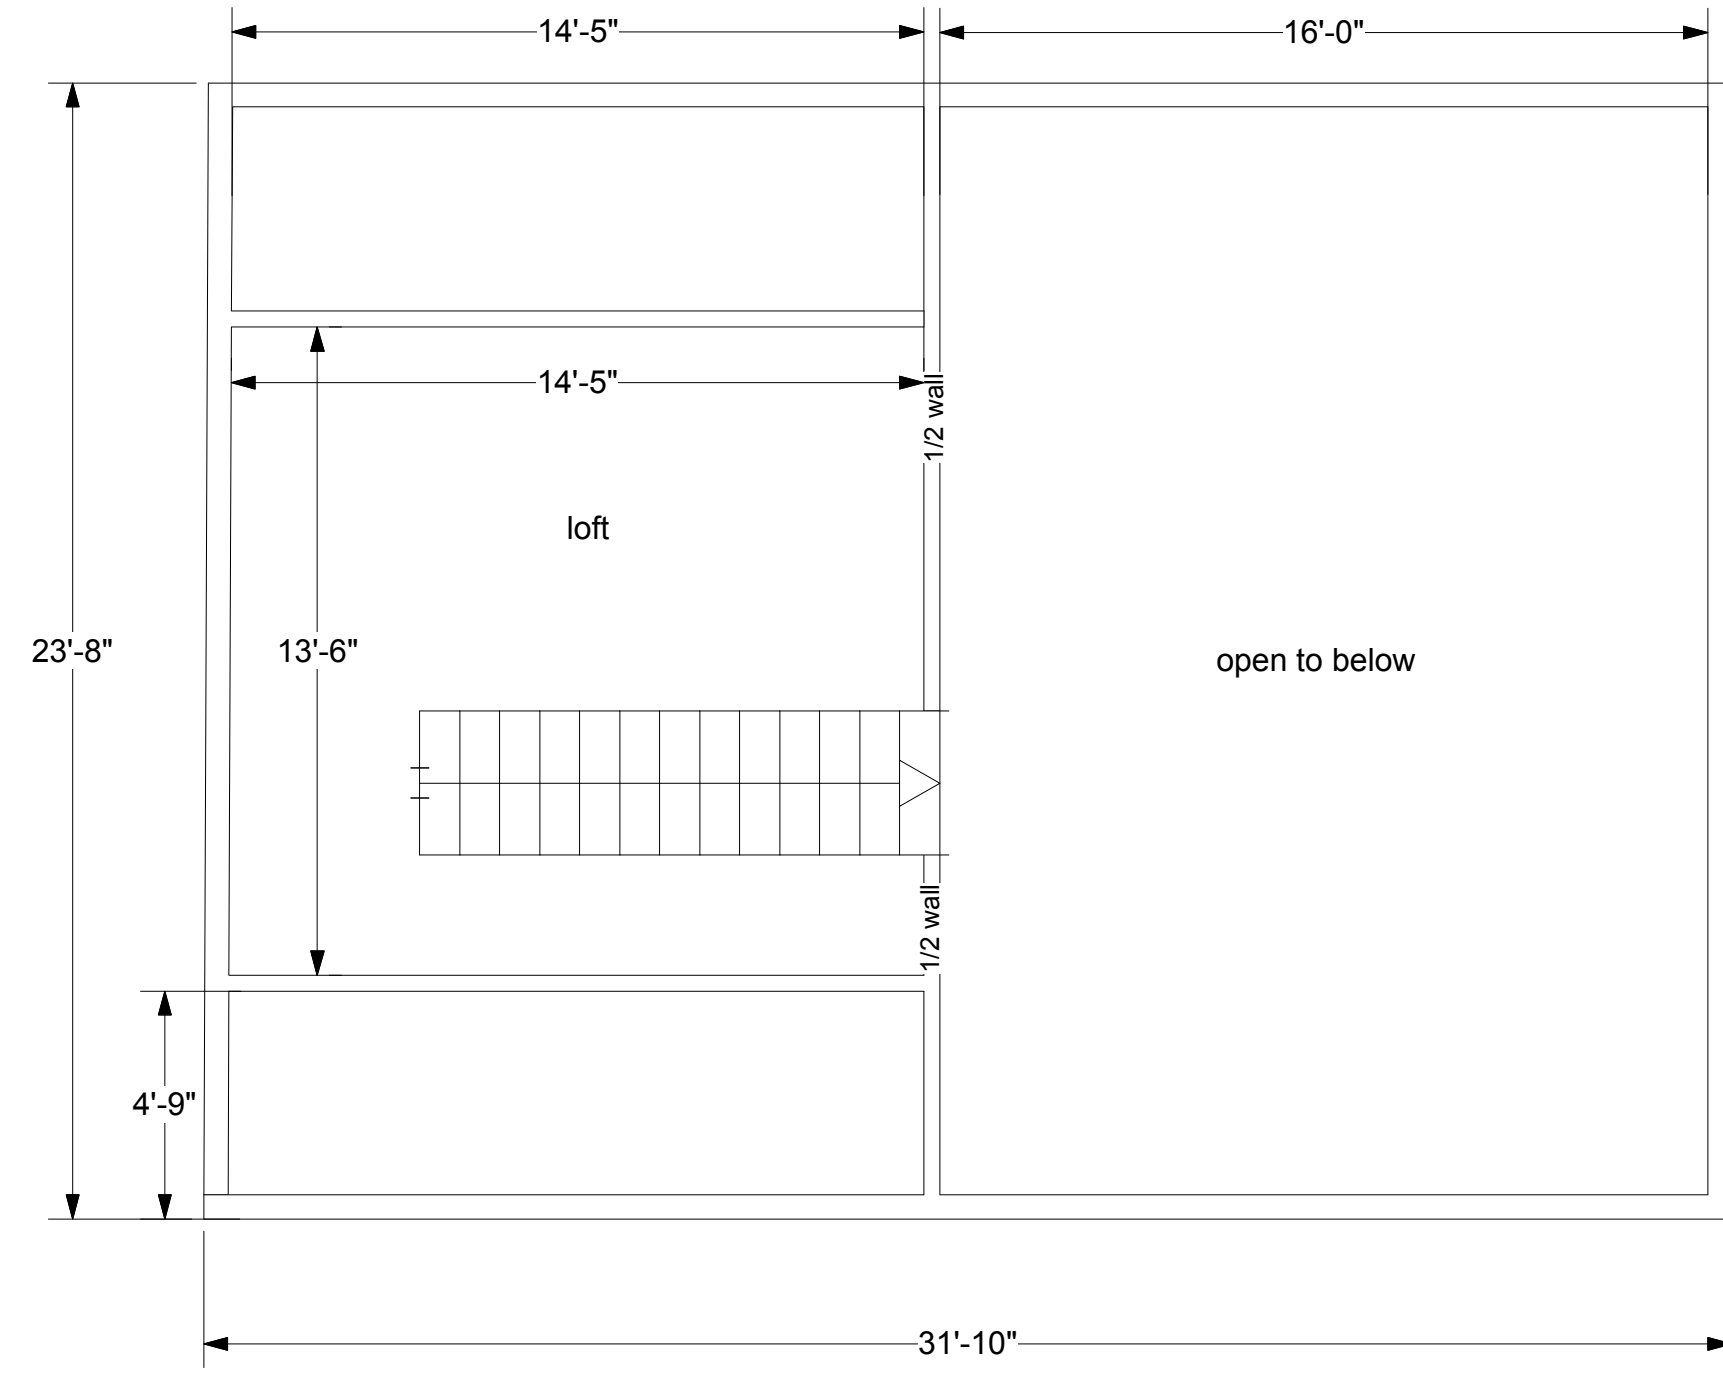 14'-5"
16'-0"
14'-5"
1/2 wall
loft
23'-8"
13'-6"
open to below
1/2 wall
4'-9"
31'-10"